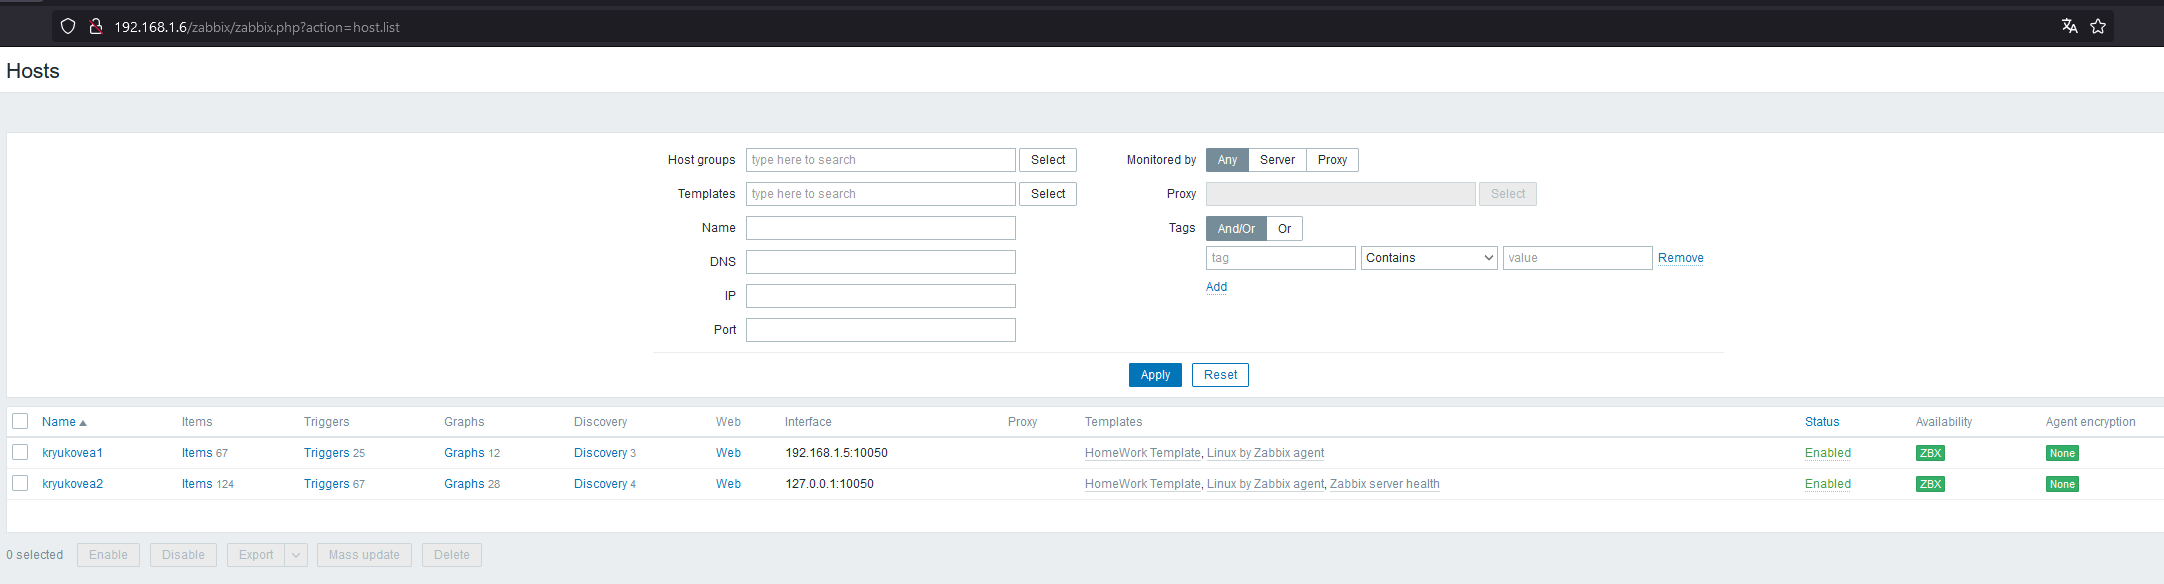 192.168.1.6/zabbix/zabbix.php?action=host.list
Hosts
Host groups type here to search Select Monitored by Any Server Proxy
Templates type here to search Select Proxy Select
Name Tags And/Or Or
DNS tag Contains value Remove
Add
IP
Port
Apply Reset
Name Items Triggers Graphs Discovery Web Interface Proxy Templates Status Availability Agent encryption
kryukovea1 Items 67 Triggers 25 Graphs 12 Discovery 3 Web 192.168.1.5:10050 HomeWork Template, Linux by Zabbix agent Enabled ZBX None
kryukovea2 Items 124 Triggers 67 Graphs 28 Discovery 4 Web 127.0.0.1:10050 HomeWork Template, Linux by Zabbix agent, Zabbix server health Enabled ZBX None
0 selected Enable Disable Export Mass update Delete